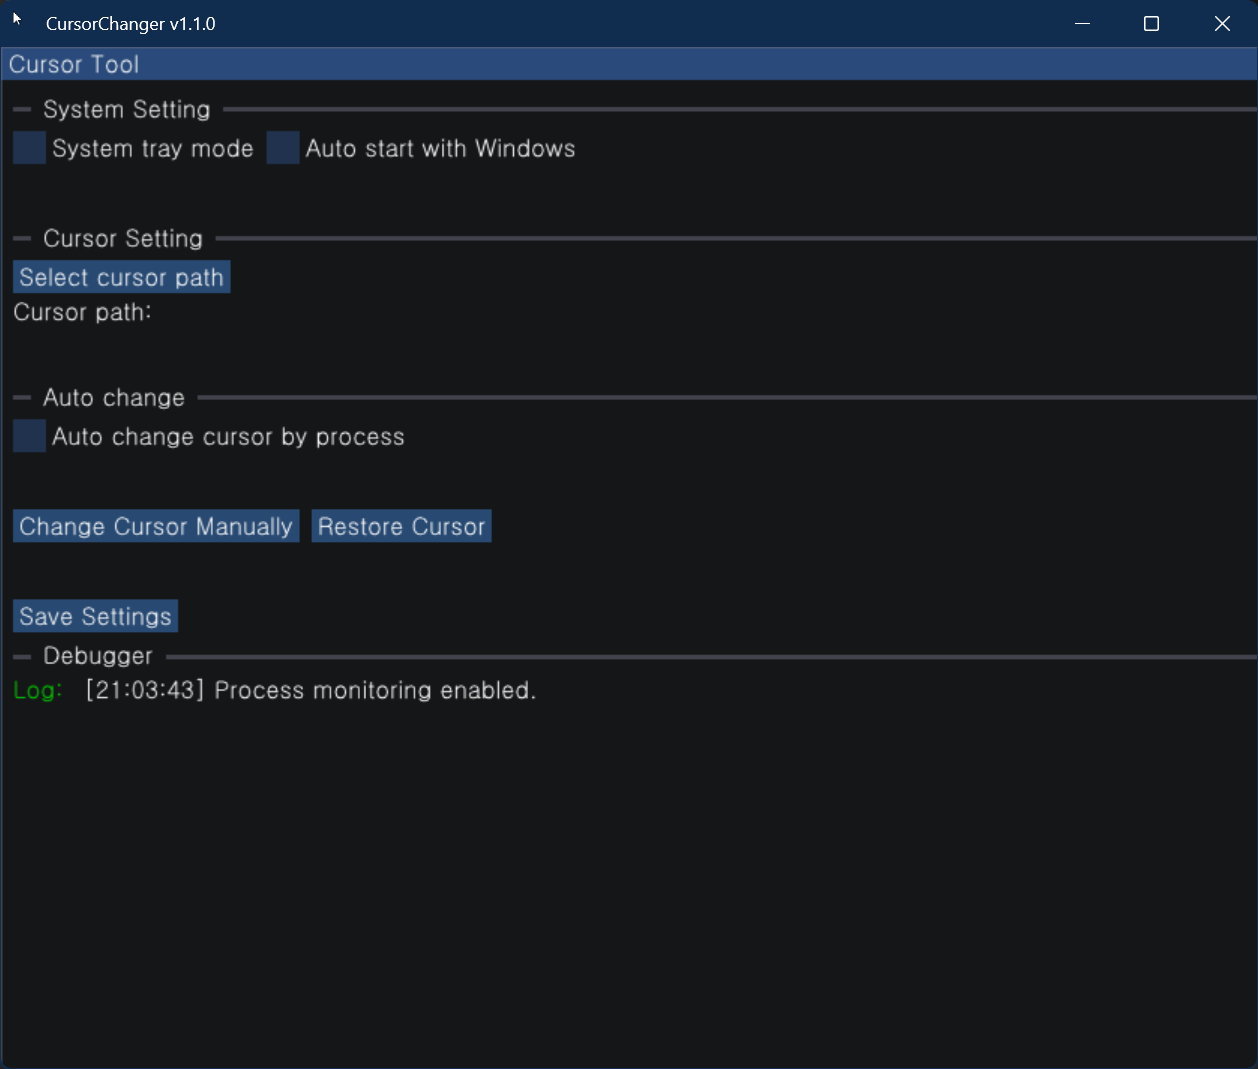 CursorChanger v1.1.0
Cursor Tool
System Setting
System tray mode Auto start with Windows
Cursor Setting
Select cursor path
Cursor path:
Auto change
Auto change cursor by process
Change Cursor Manually Restore Cursor
Save Settings
Debugger
Log: [21:03:43] Process monitoring enabled.